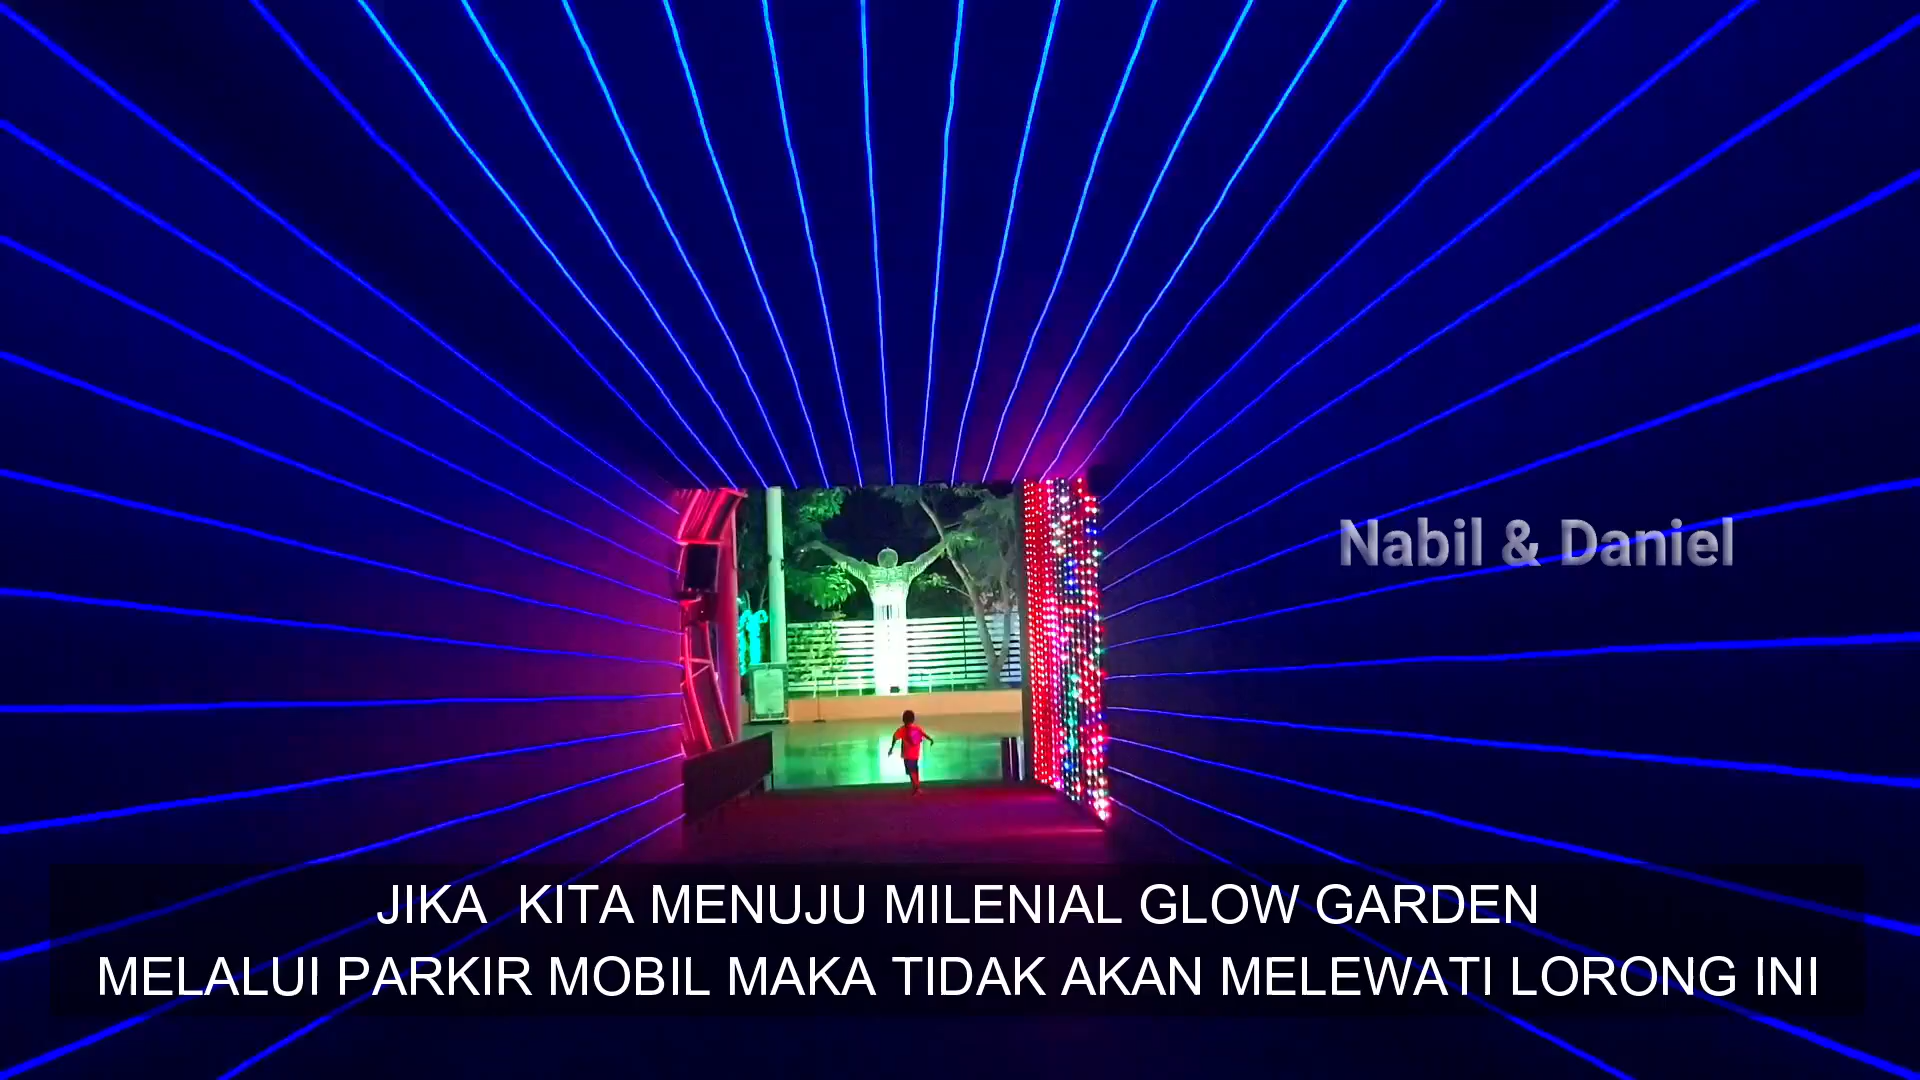 Nabil & Daniel
JIKA  KITA MENUJU MILENIAL GLOW GARDEN
MELALUI PARKIR MOBIL MAKA TIDAK AKAN MELEWATI LORONG INI